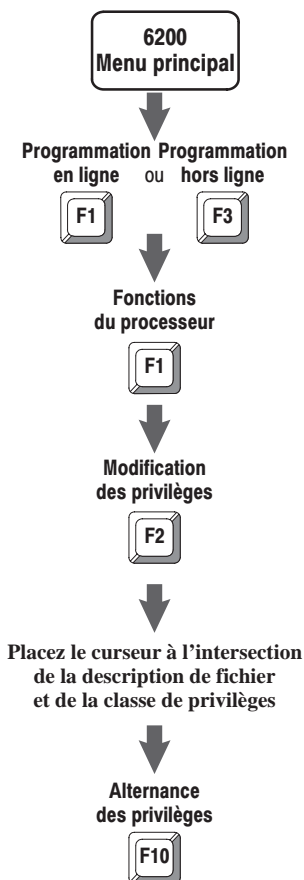 6200
Menu principal
Programmation Programmation
en ligne ou hors ligne
F1 F3
Fonctions
du processeur
F1
Modification
des privilèges
F2
Placez le curseur à l'intersection
de la description de fichier
et de la classe de privilèges
Alternance
des privilèges
F10